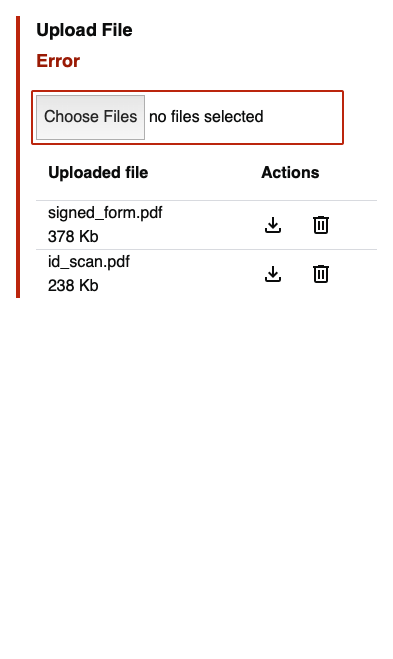 Upload File
Error
Choose Files no files selected
Uploaded file Actions
signed_form.pdf
378 Kb
id_scan.pdf
238 Kb